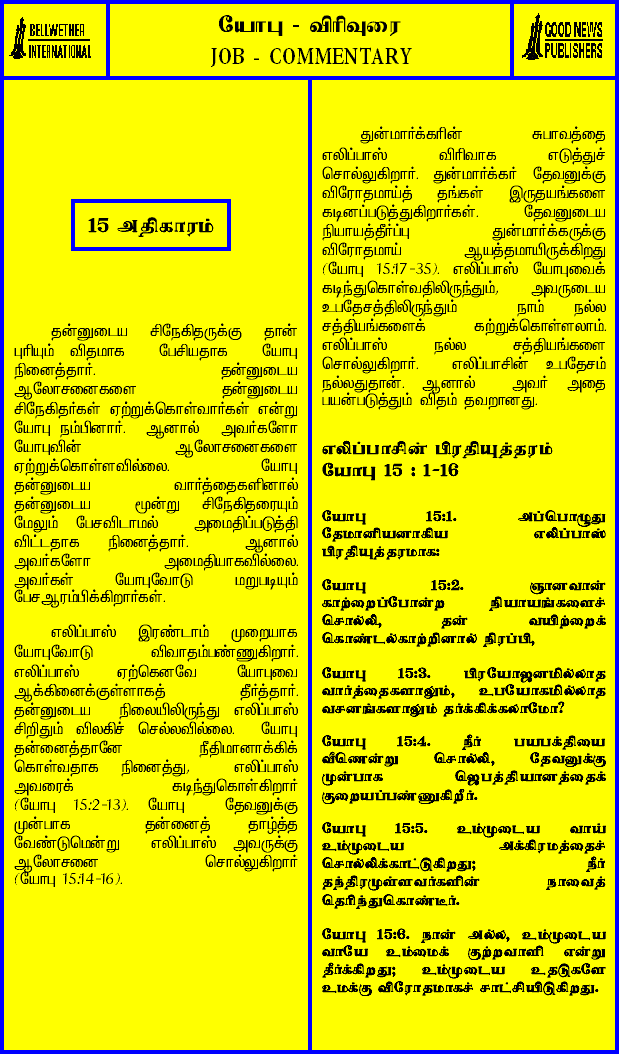 BELLWETHER
INTERNATIONAL
யோபு - விரிவுரை
JOB - COMMENTARY
GOOD NEWS
PUBLISHERS
15 அதிகாரம்
தன்னுடைய சிநேகிதருக்கு தான்
புரியும் விதமாக பேசியதாக யோபு
நினைத்தார். தன்னுடைய
ஆலோசனைகளை தன்னுடைய
சிநேகிதர்கள் ஏற்றுக்கொள்வார்கள் என்று
யோபு நம்பினார். ஆனால் அவர்களோ
யோபுவின் ஆலோசனைகளை
ஏற்றுக்கொள்ளவில்லை. யோபு
தன்னுடைய வார்த்தைகளினால்
தன்னுடைய மூன்று சிநேகிதரையும்
மேலும் பேசவிடாமல் அமைதிப்படுத்தி
விட்டதாக நினைத்தார். ஆனால்
அவர்களோ அமைதியாகவில்லை.
அவர்கள் யோபுவோடு மறுபடியும்
பேசஆரம்பிக்கிறார்கள்.
எலிப்பாஸ் இரண்டாம் முறையாக
யோபுவோடு விவாதம்பண்ணுகிறார்.
எலிப்பாஸ் ஏற்கெனவே யோபுவை
ஆக்கினைக்குள்ளாகத் தீர்த்தார்.
தன்னுடைய நிலையிலிருந்து எலிப்பாஸ்
சிறிதும் விலகிச் செல்லவில்லை. யோபு
தன்னைத்தானே நீதிமானாக்கிக்
கொள்வதாக நினைத்து, எலிப்பாஸ்
அவரைக் கடிந்துகொள்கிறார்
(யோபு 15:2-13). யோபு தேவனுக்கு
முன்பாக தன்னைத் தாழ்த்த
வேண்டுமென்று எலிப்பாஸ் அவருக்கு
ஆலோசனை சொல்லுகிறார்
(யோபு 15:14-16).
துன்மார்க்கரின் சுபாவத்தை
எலிப்பாஸ் விரிவாக எடுத்துச்
சொல்லுகிறார். துன்மார்க்கர் தேவனுக்கு
விரோதமாய்த் தங்கள் இருதயங்களை
கடினப்படுத்துகிறார்கள். தேவனுடைய
நியாயத்தீர்ப்பு துன்மார்க்கருக்கு
விரோதமாய் ஆயத்தமாயிருக்கிறது
(யோபு 15:17-35). எலிப்பாஸ் யோபுவைக்
கடிந்துகொள்வதிலிருந்தும், அவருடைய
உபதேசத்திலிருந்தும் நாம் நல்ல
சத்தியங்களைக் கற்றுக்கொள்ளலாம்.
எலிப்பாஸ் நல்ல சத்தியங்களை
சொல்லுகிறார். எலிப்பாசின் உபதேசம்
நல்லதுதான். ஆனால் அவர் அதை
பயன்படுத்தும் விதம் தவறானது.
எலிப்பாசின் பிரதியுத்தரம்
யோபு 15 : 1-16
யோபு 15:1. அப்பொழுது
தேமானியனாகிய எலிப்பாஸ்
பிரதியுத்தரமாக:
யோபு 15:2. ஞானவான்
காற்றைப்போன்ற நியாயங்களைச்
சொல்லி, தன் வயிற்றைக்
கொண்டல்காற்றினால் நிரப்பி,
யோபு 15:3. பிரயோஜனமில்லாத
வார்த்தைகளாலும், உபயோகமில்லாத
வசனங்களாலும் தர்க்கிக்கலாமோ?
யோபு 15:4. நீர் பயபக்தியை
வீணென்று சொல்லி, தேவனுக்கு
முன்பாக ஜெபத்தியானத்தைக்
குறையப்பண்ணுகிறீர்.
யோபு 15:5. உம்முடைய வாய்
உம்முடைய அக்கிரமத்தைச்
சொல்லிக்காட்டுகிறது; நீர்
தந்திரமுள்ளவர்களின் நாவைத்
தெரிந்துகொண்டீர்.
யோபு 15:6. நான் அல்ல, உம்முடைய
வாயே உம்மைக் குற்றவாளி என்று
தீர்க்கிறது; உம்முடைய உதடுகளே
உமக்கு விரோதமாகச் சாட்சியிடுகிறது.